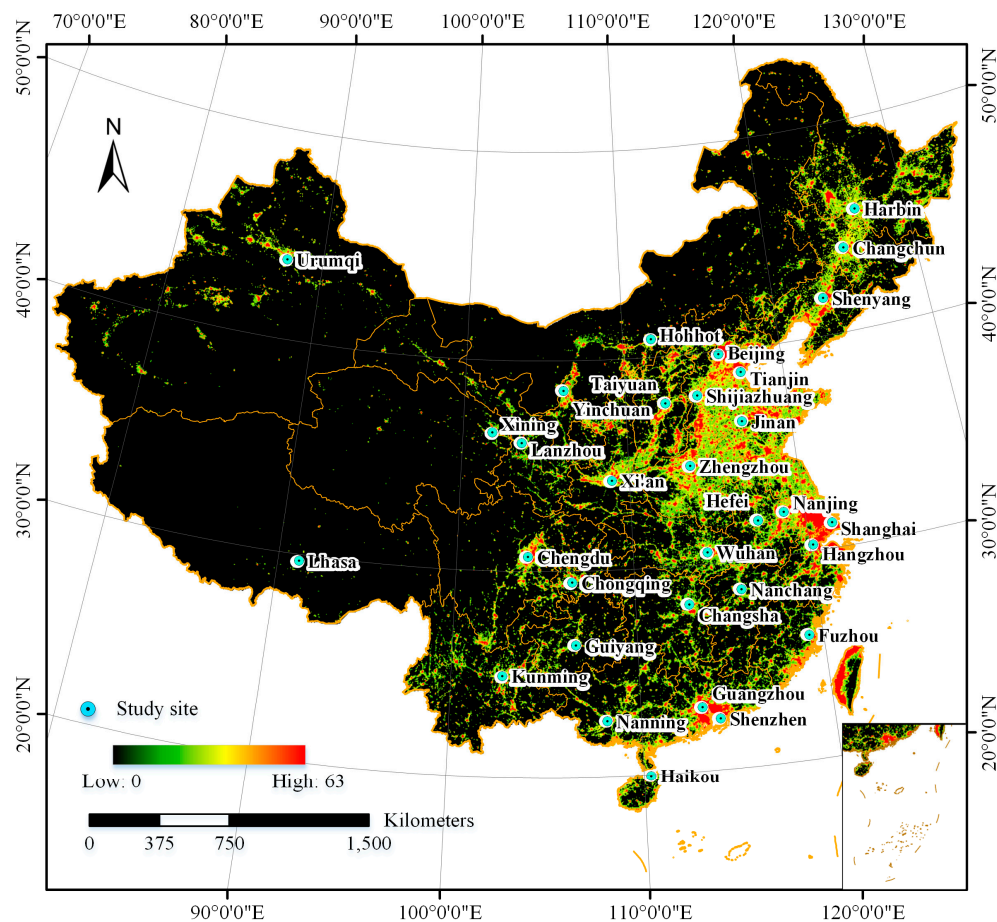 70°0'0"E 80°0'0"E 90°0'0"E 100°0'0"E 110°0'0"E 120°0'0"E 130°0'0"E
50°0'0"N
50°0'0"N
N
Harbin
Changchun
Urumqi
40°0'0"N
Shenyang
40°0'0"N
Hohhot
Beijing
Tianjin
Taiyuan
Shijiazhuang
Yinchuan
Xining
Jinan
Lanzhou
Zhengzhou
Xi'an
30°0'0"N
Hefei
Nanjing
Shanghai
30°0'0"N
Hangzhou
Wuhan
Lhasa
Chengdu
Chongqing
Nanchang
Changsha
Fuzhou
Guiyang
Kunming
Guangzhou
Study site
20°0'0"N
Nanning
Shenzhen
20°0'0"N
Haikou
Low: 0 High: 63
Kilometers
0 375 750 1,500
90°0'0"E 100°0'0"E 110°0'0"E 120°0'0"E